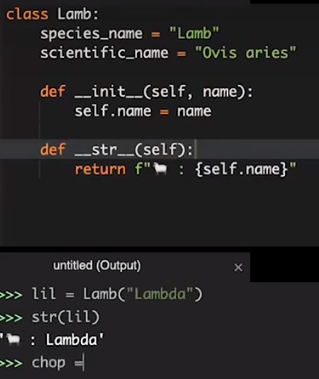 class Lamb:
    species_name = "Lamb"
    scientific_name = "Ovis aries"
    def __init__(self, name):
        self.name = name
    def __str__(self):
        return f"🐑 : {self.name}"
untitled (Output) ×
>>> lil = Lamb("Lambda")
>>> str(lil)
'🐑 : Lambda'
>>> chop =